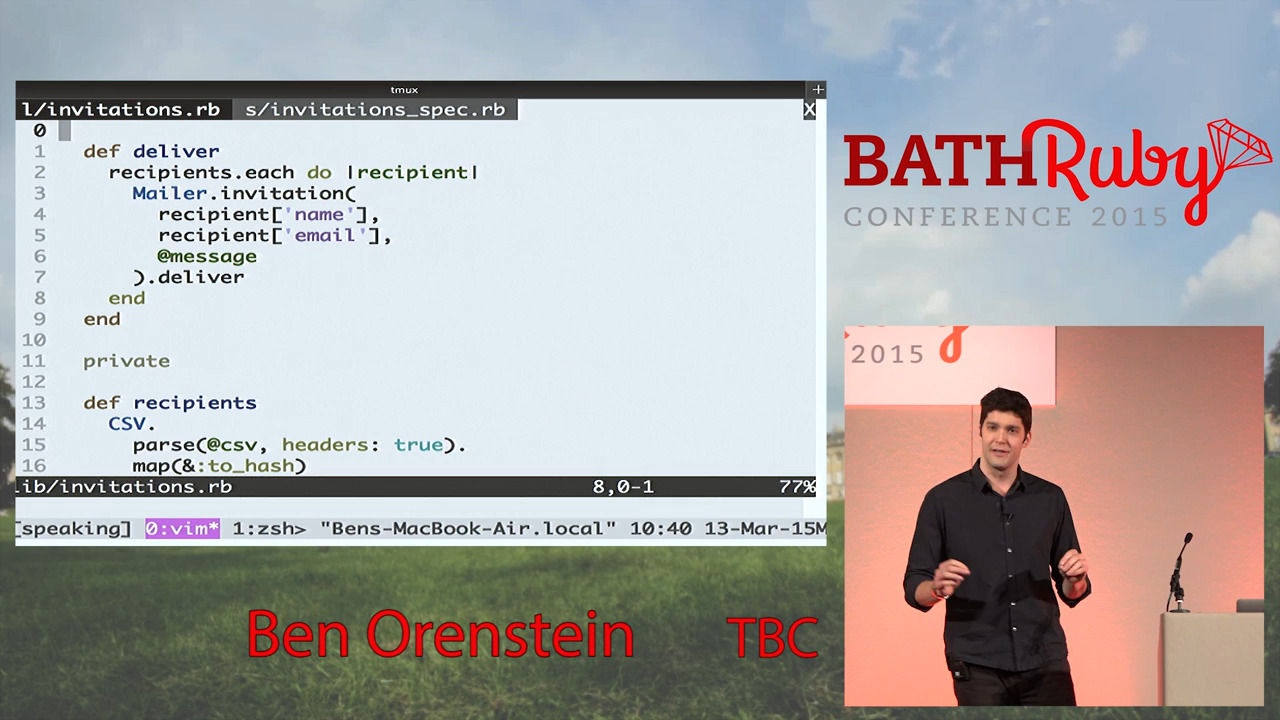 tmux
+
l/invitations.rb s/invitations_spec.rb X
0
1 def deliver
2 recipients.each do |recipient|
3 Mailer.invitation(
4 recipient['name'],
5 recipient['email'],
6 @message
7 ).deliver
8 end
9 end
10
11 private
12
13 def recipients
14 CSV.
15 parse(@csv, headers: true).
16 map(&:to_hash)
lib/invitations.rb 8,0-1 77%
[speaking] 0:vim* 1:zsh> "Bens-MacBook-Air.local" 10:40 13-Mar-15M
BATHRuby
CONFERENCE 2015
2015
Ben Orenstein TBC